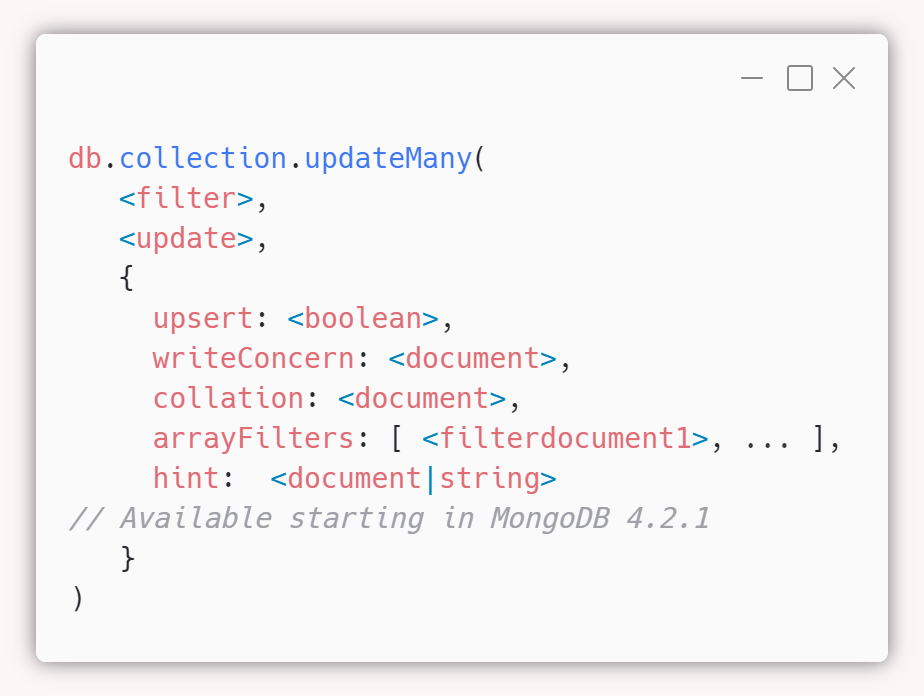 db.collection.updateMany(
   <filter>,
   <update>,
   {
     upsert: <boolean>,
     writeConcern: <document>,
     collation: <document>,
     arrayFilters: [ <filterdocument1>, ... ],
     hint:  <document|string>
// Available starting in MongoDB 4.2.1
   }
)